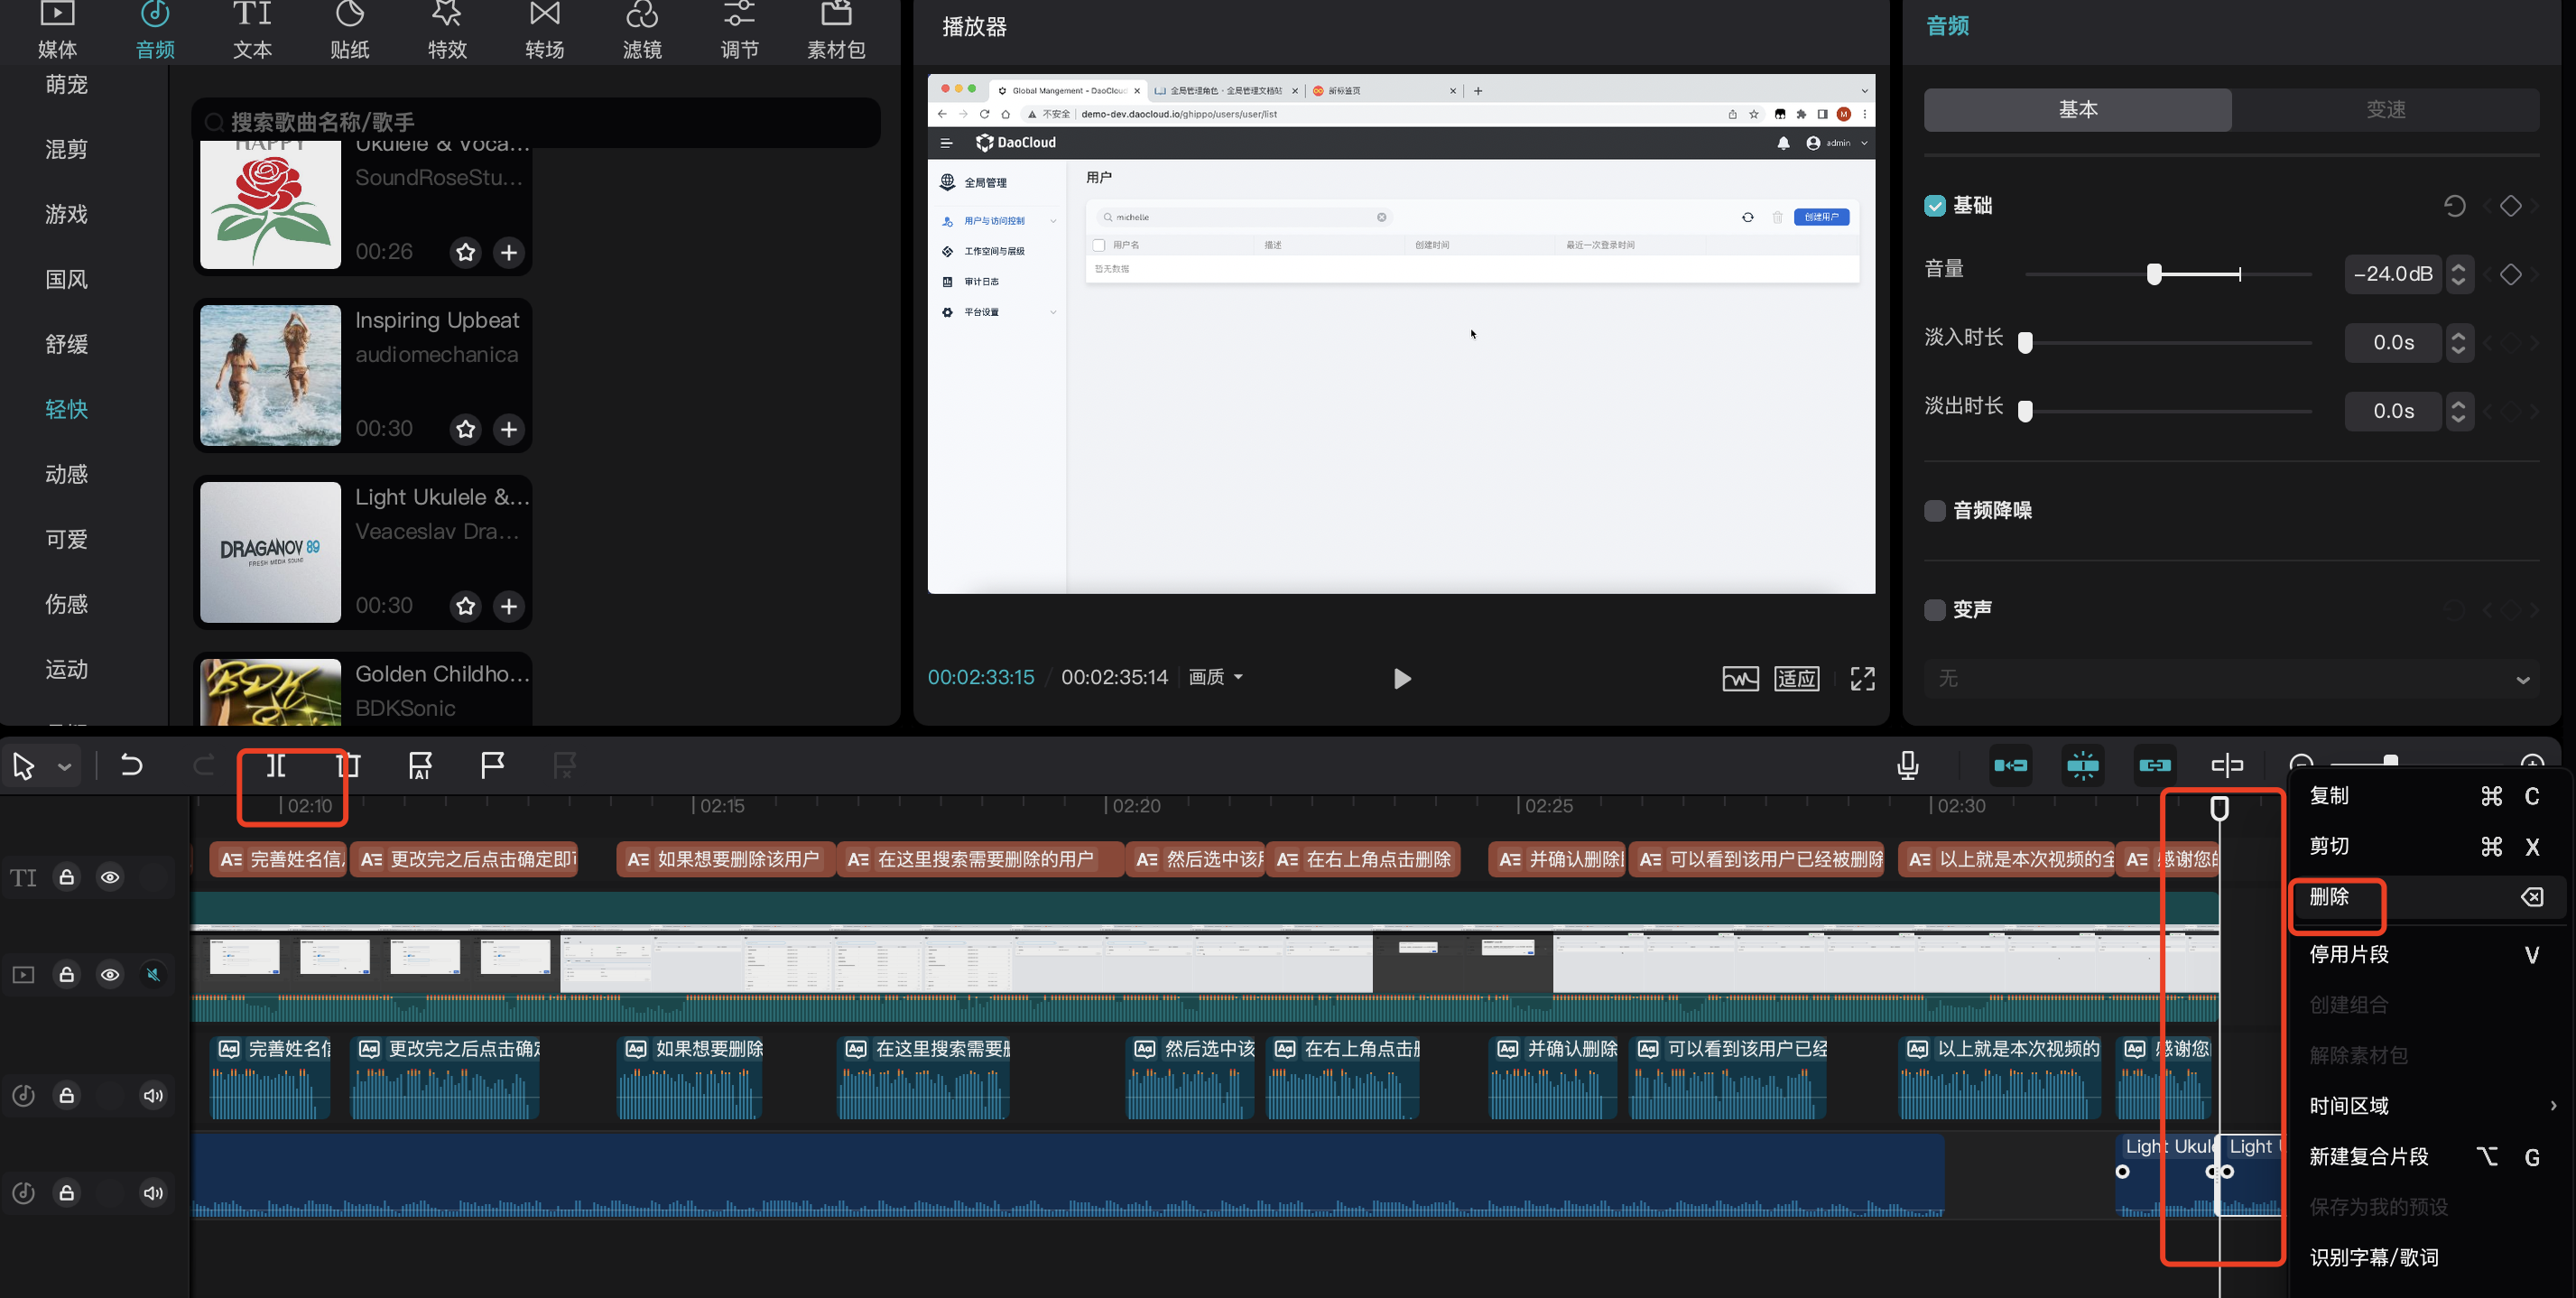 媒体
音频
文本
贴纸
特效
转场
滤镜
调节
素材包
萌宠
混剪
游戏
国风
舒缓
轻快
动感
可爱
伤感
运动
搜索歌曲名称/歌手
HAPPY
Ukulele & Voca...
SoundRoseStu...
00:26
Inspiring Upbeat
audiomechanica
00:30
DRAGANOV 89
FRESH MEDIA SOUND
Light Ukulele &...
Veaceslav Dra...
00:30
Golden Childho...
BDKSonic
播放器
Global Mangement - DaoCloud
全局管理角色 - 全局管理文档站
新标签页
不安全
demo-dev.daocloud.io/ghippo/users/user/list
M
DaoCloud
admin
全局管理
用户与访问控制
工作空间与层级
审计日志
平台设置
用户
michelle
创建用户
用户名
描述
创建时间
最近一次登录时间
暂无数据
00:02:33:15 / 00:02:35:14
画质
适应
音频
基本
变速
基础
音量
-24.0dB
淡入时长
0.0s
淡出时长
0.0s
音频降噪
变声
无
AI
02:10
02:15
02:20
02:25
02:30
TI
完善姓名信
更改完之后点击确定即
如果想要删除该用户
在这里搜索需要删除的用户
然后选中该
在右上角点击删除
并确认删除
可以看到该用户已经被删除
以上就是本次视频的全
感谢您的
完善姓名信
更改完之后点击确定
如果想要删除
在这里搜索需要
然后选中该
在右上角点击
并确认删除
可以看到该用户已经
以上就是本次视频的
感谢您
Light Ukul
Light U
复制 ⌘ C
剪切 ⌘ X
删除
停用片段 V
创建组合
解除素材包
时间区域
新建复合片段 ⌥ G
保存为我的预设
识别字幕/歌词